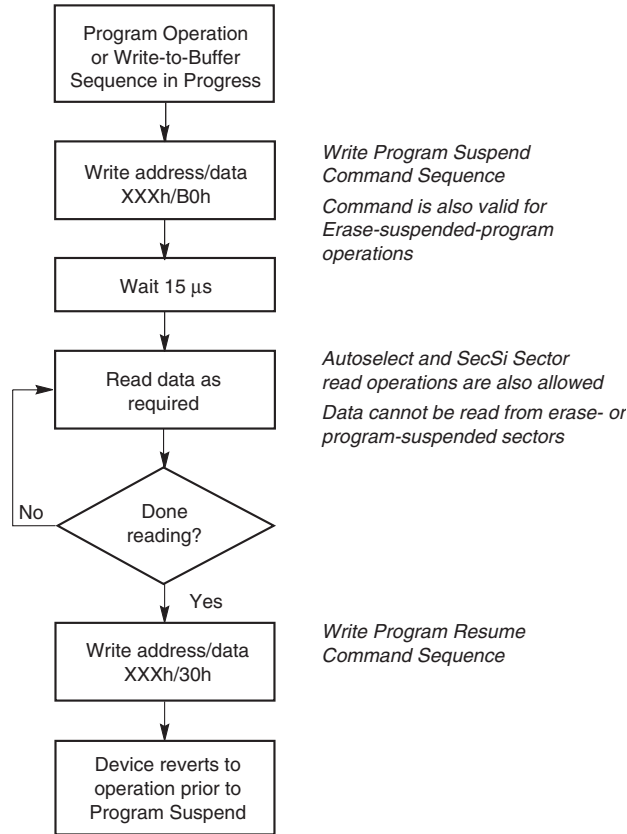 Program Operation
or Write-to-Buffer
Sequence in Progress
Write address/data
XXXh/B0h
Write Program Suspend
Command Sequence
Command is also valid for
Erase-suspended-program
operations
Wait 15 μs
Read data as
required
Autoselect and SecSi Sector
read operations are also allowed
Data cannot be read from erase- or
program-suspended sectors
No
Done
reading?
Yes
Write address/data
XXXh/30h
Write Program Resume
Command Sequence
Device reverts to
operation prior to
Program Suspend